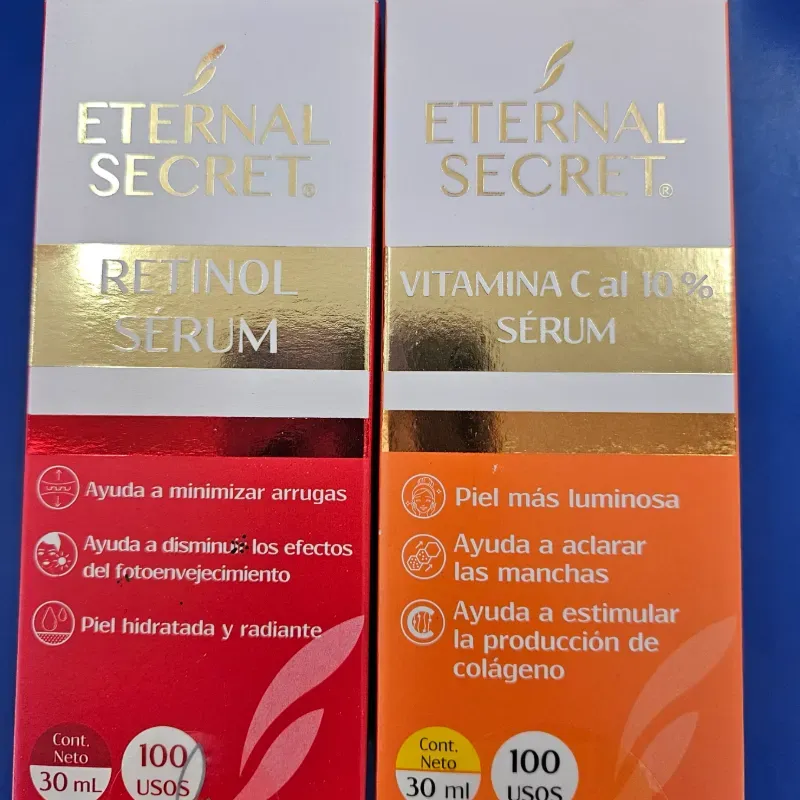 ETERNAL
SECRET®
RETINOL
SÉRUM
Ayuda a minimizar arrugas
Ayuda a disminuir los efectos
del fotoenvejecimiento
Piel hidratada y radiante
Cont.
Neto
30 mL
100
USOS
ETERNAL
SECRET®
VITAMINA C al 10 %
SÉRUM
Piel más luminosa
Ayuda a aclarar
las manchas
Ayuda a estimular
la producción de
colágeno
Cont.
Neto
30 ml
100
USOS